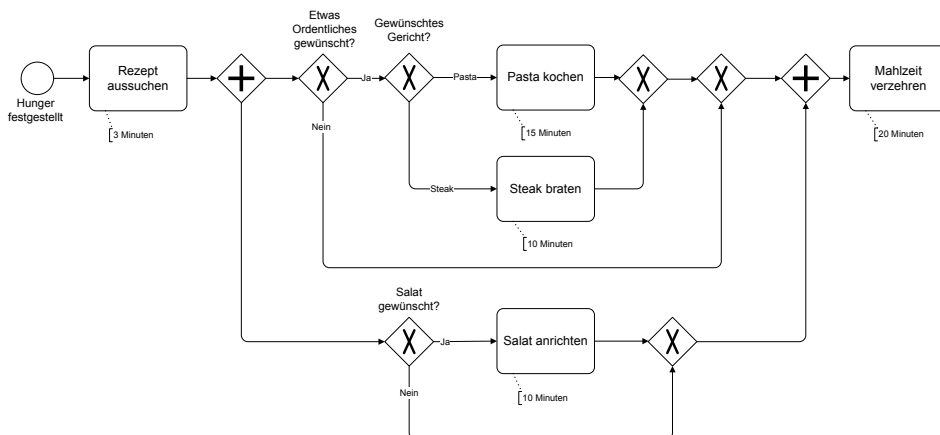 Etwas
Ordentliches
gewünscht?
Gewünschtes
Gericht?
Hunger
festgestellt
Rezept
aussuchen
3 Minuten
Ja
Nein
Pasta
Pasta kochen
15 Minuten
Steak
Steak braten
10 Minuten
Mahlzeit
verzehren
20 Minuten
Salat
gewünscht?
Ja
Nein
Salat anrichten
10 Minuten